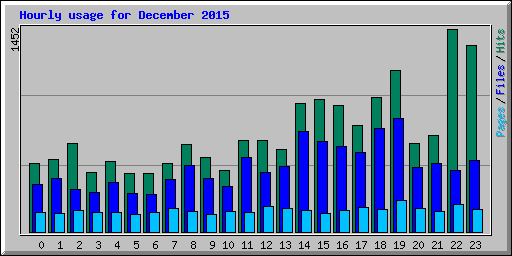 Hourly usage for December 2015
1452
Pages / Files / Hits
0 1 2 3 4 5 6 7 8 9 10 11 12 13 14 15 16 17 18 19 20 21 22 23